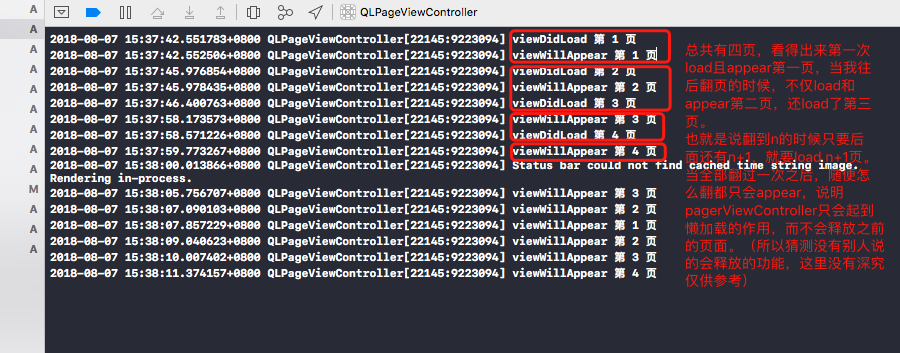 A
QLPageViewController
A
2018-08-07 15:37:42.551783+0800 QLPageViewController[22145:9223094] viewDidLoad 第 1 页
A
2018-08-07 15:37:42.552506+0800 QLPageViewController[22145:9223094] viewWillAppear 第 1 页
A
2018-08-07 15:37:45.976854+0800 QLPageViewController[22145:9223094] viewDidLoad 第 2 页
A
2018-08-07 15:37:45.978435+0800 QLPageViewController[22145:9223094] viewWillAppear 第 2 页
A
2018-08-07 15:37:46.400763+0800 QLPageViewController[22145:9223094] viewDidLoad 第 3 页
A
2018-08-07 15:37:58.173573+0800 QLPageViewController[22145:9223094] viewWillAppear 第 3 页
A
2018-08-07 15:37:58.571226+0800 QLPageViewController[22145:9223094] viewDidLoad 第 4 页
A
2018-08-07 15:37:59.773267+0800 QLPageViewController[22145:9223094] viewWillAppear 第 4 页
A
2018-08-07 15:38:00.013866+0800 QLPageViewController[22145:9223094] Status bar could not find cached time string image.
Rendering in-process.
M
2018-08-07 15:38:05.756707+0800 QLPageViewController[22145:9223094] viewWillAppear 第 3 页
A
2018-08-07 15:38:07.090103+0800 QLPageViewController[22145:9223094] viewWillAppear 第 2 页
A
2018-08-07 15:38:07.857229+0800 QLPageViewController[22145:9223094] viewWillAppear 第 1 页
A
2018-08-07 15:38:09.040623+0800 QLPageViewController[22145:9223094] viewWillAppear 第 2 页
2018-08-07 15:38:10.007402+0800 QLPageViewController[22145:9223094] viewWillAppear 第 3 页
2018-08-07 15:38:11.374157+0800 QLPageViewController[22145:9223094] viewWillAppear 第 4 页
总共有四页，看得出来第一次
load且appear第一页，当我往
后翻页的时候，不仅load和
appear第二页，还load了第三
页。
也就是说翻到n的时候只要后
面还有n+1，就要load n+1页。
当全部翻过一次之后，随便怎
么翻都只会appear，说明
pagerViewController只会起到
懒加载的作用，而不会释放之前
的页面。（所以猜测没有别人说
的会释放的功能，这里没有深究
仅供参考）